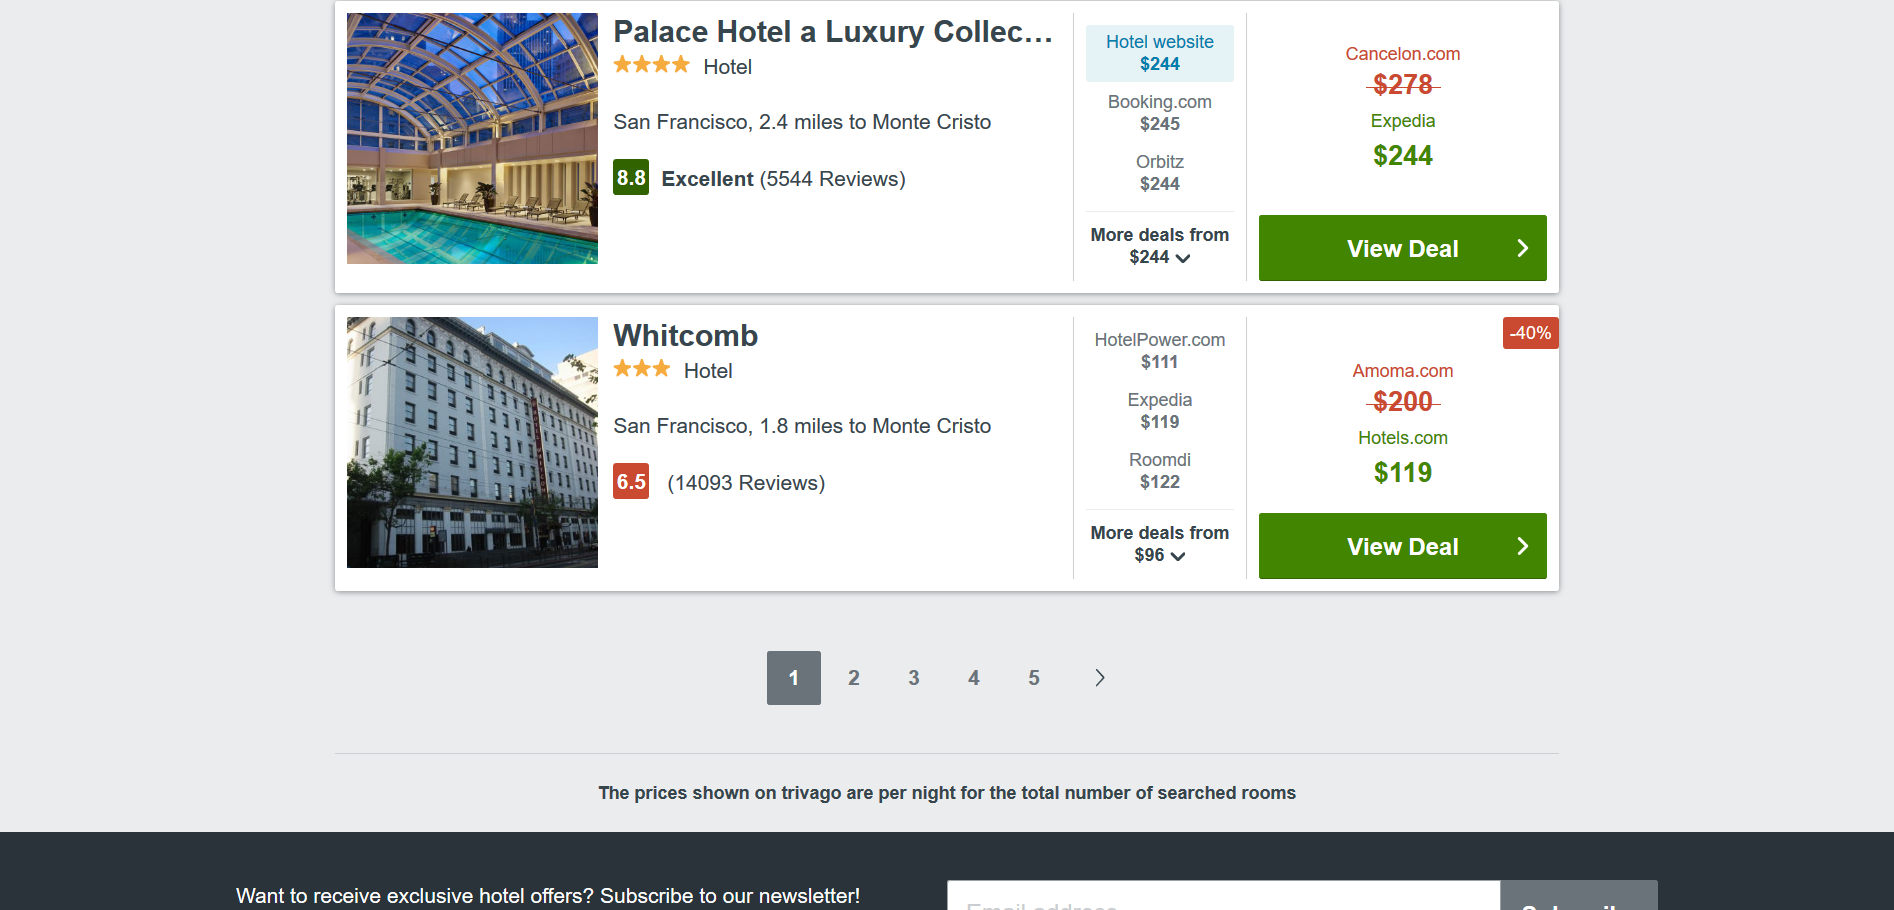 Palace Hotel a Luxury Collec...
Hotel
San Francisco, 2.4 miles to Monte Cristo
8.8 Excellent (5544 Reviews)
Hotel website
$244
Booking.com
$245
Orbitz
$244
More deals from
$244
Cancelon.com
$278
Expedia
$244
View Deal
Whitcomb
Hotel
San Francisco, 1.8 miles to Monte Cristo
6.5 (14093 Reviews)
HotelPower.com
$111
Expedia
$119
Roomdi
$122
More deals from
$96
-40%
Amoma.com
$200
Hotels.com
$119
View Deal
1 2 3 4 5
The prices shown on trivago are per night for the total number of searched rooms
Want to receive exclusive hotel offers? Subscribe to our newsletter!
Email address